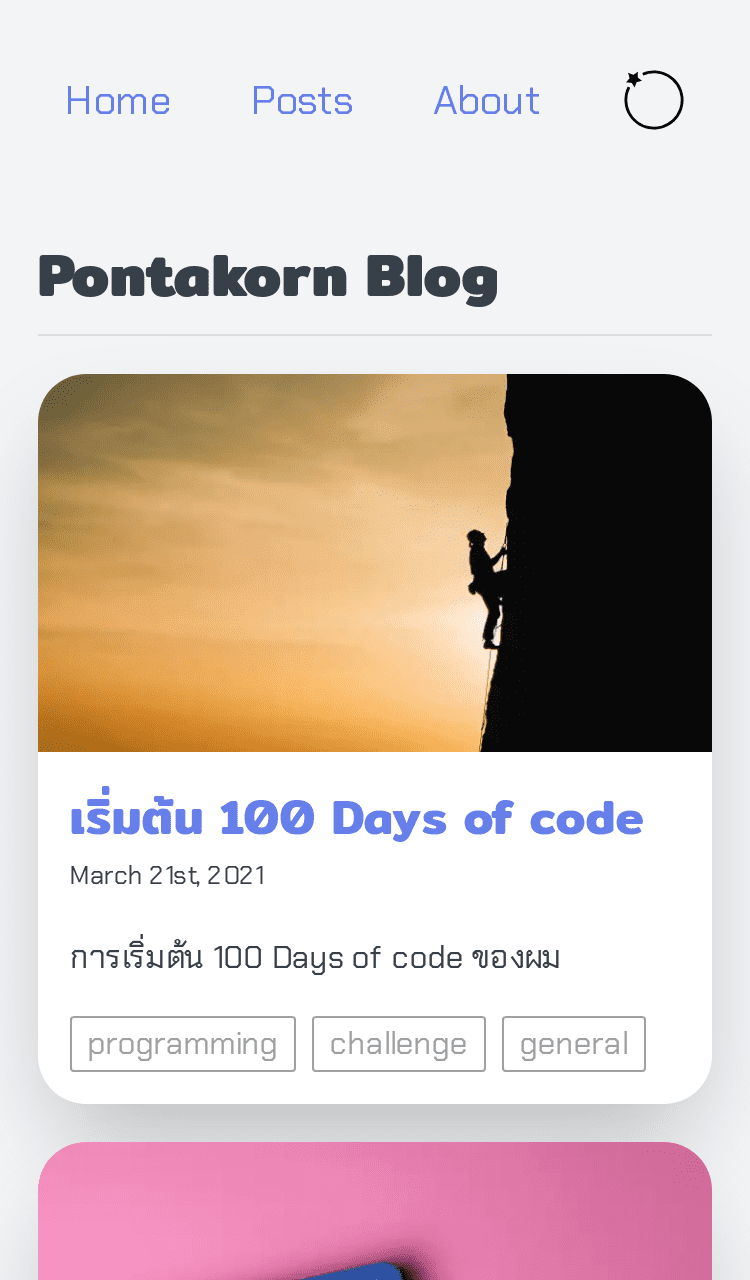 Home Posts About
Pontakorn Blog
เริ่มต้น 100 Days of code
March 21st, 2021
การเริ่มต้น 100 Days of code ของผม
programming challenge general